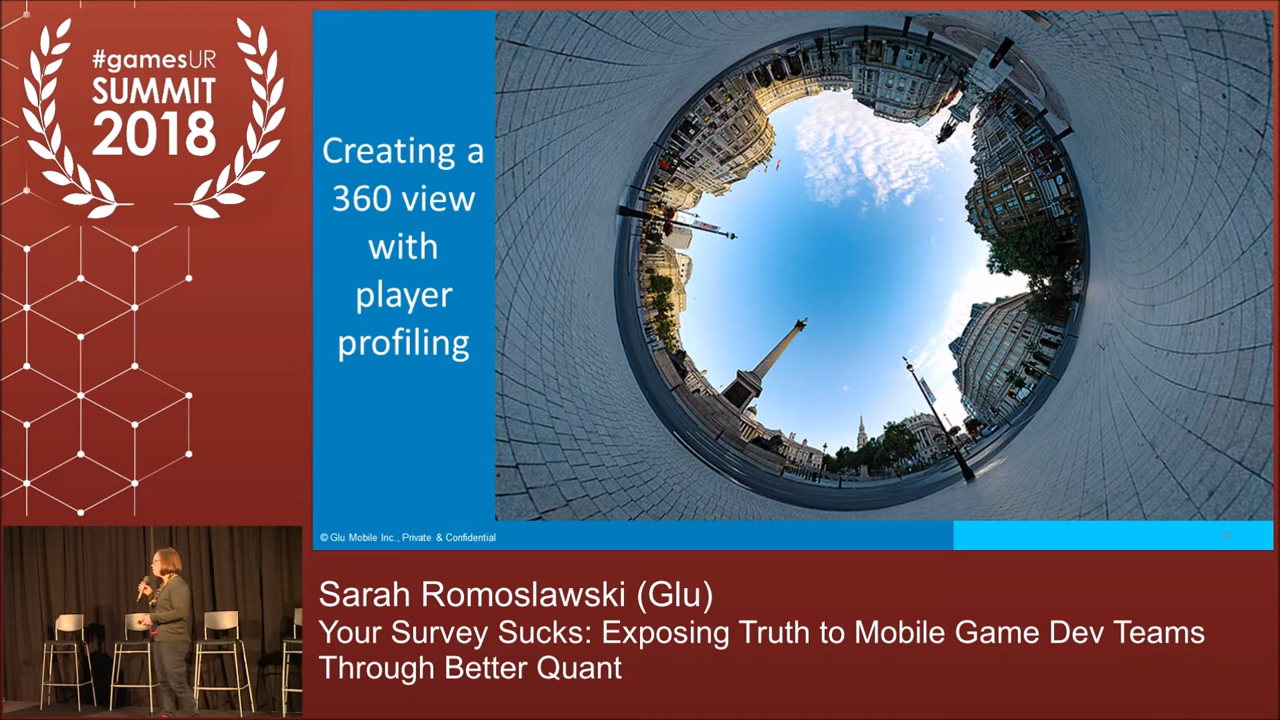 #gamesUR
SUMMIT
2018
Creating a
360 view
with
player
profiling
© Glu Mobile Inc., Private & Confidential
Sarah Romoslawski (Glu)
Your Survey Sucks: Exposing Truth to Mobile Game Dev Teams
Through Better Quant